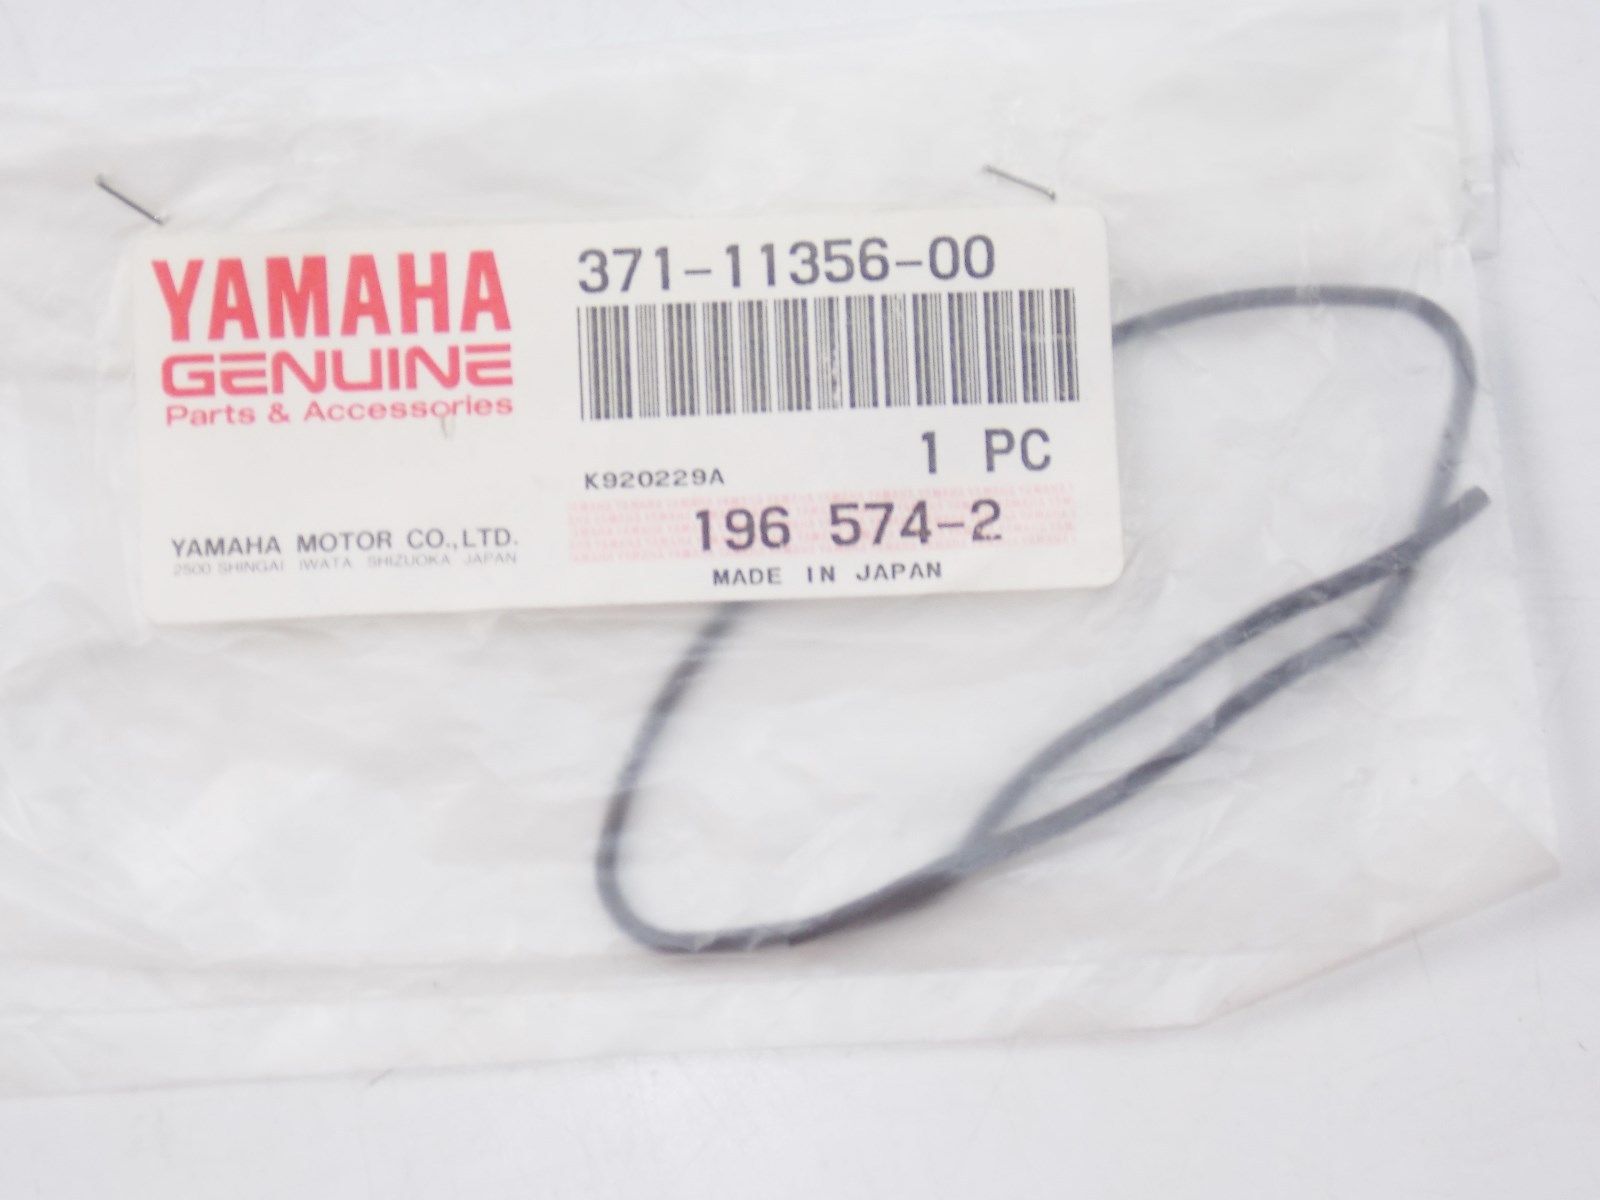 YAMAHA
GENUINE
Parts & Accessories
YAMAHA MOTOR CO., LTD.
2500 SHINGAI IWATA SHIZUOKA JAPAN
371-11356-00
1 PC
K920229A
196 574-2
MADE IN JAPAN